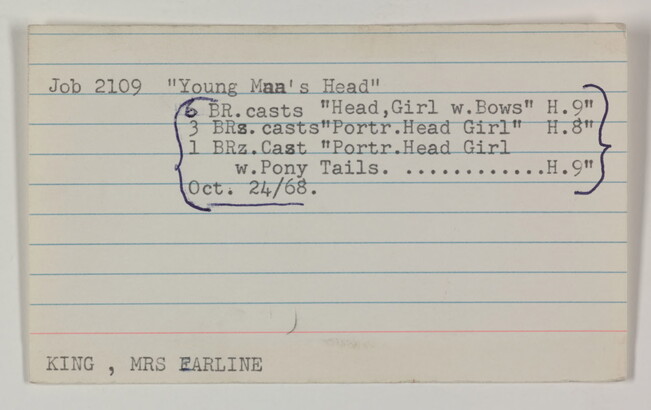 Job 2109 "Young Maa's Head"
6 BR.casts "Head,Girl w.Bows" H.9"
3 BRs.casts"Portr.Head Girl" H.8"
1 BRz.Cast "Portr.Head Girl
w.Pony Tails. ............H.9"
Oct. 24/68.
KING , MRS EARLINE